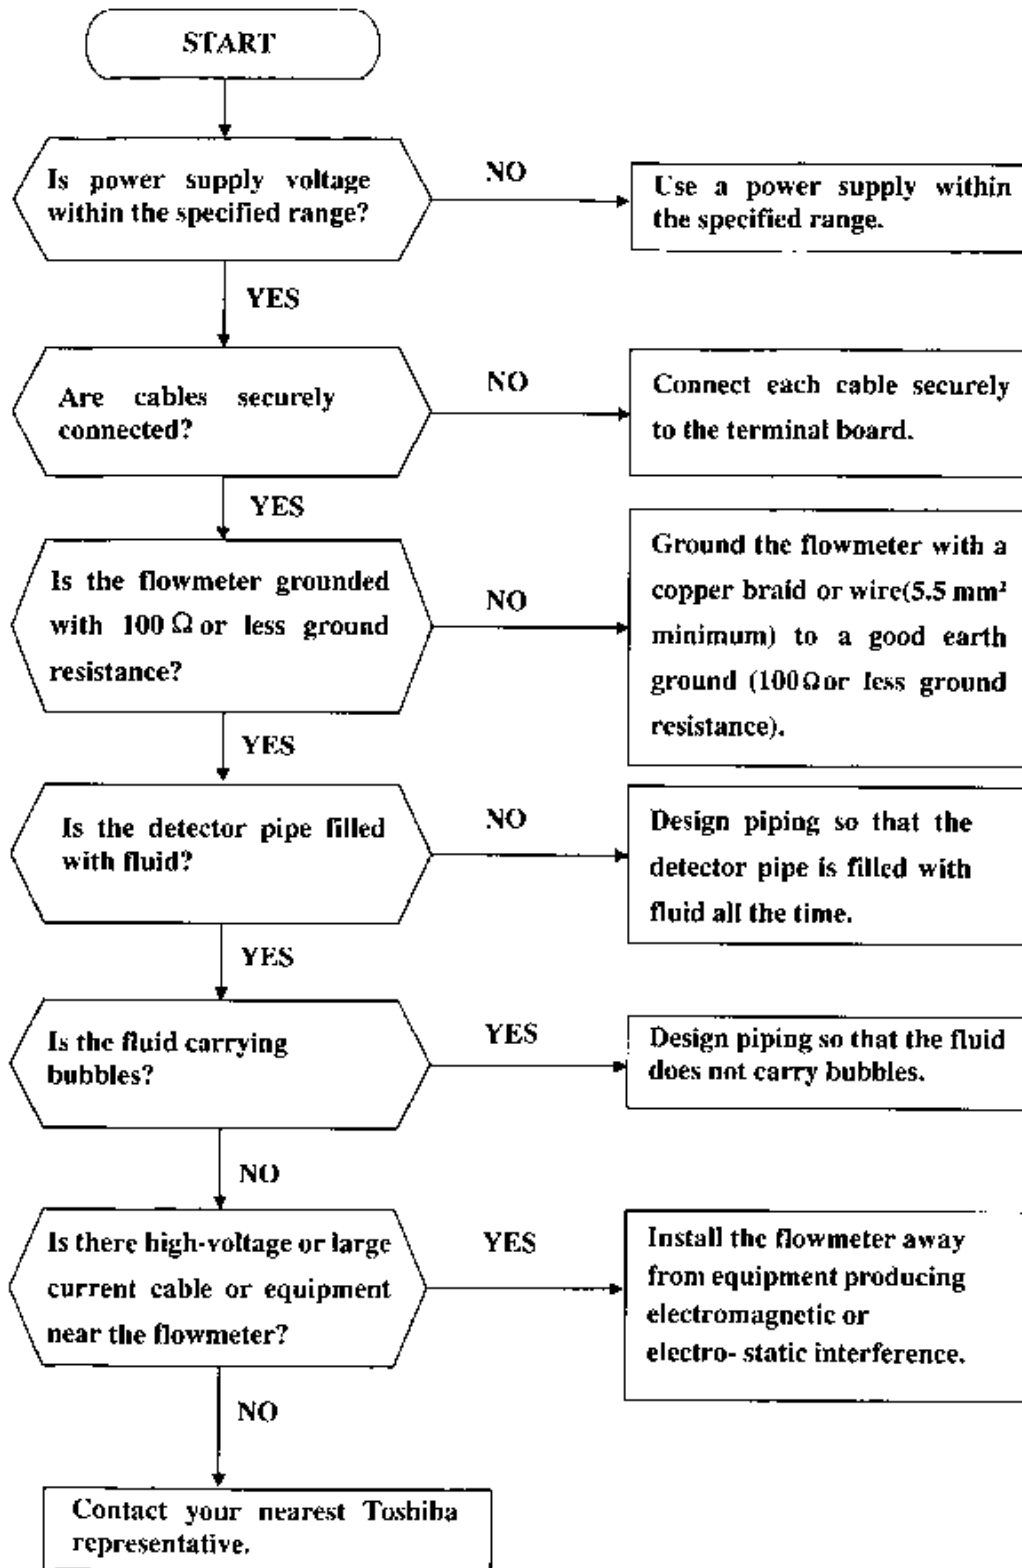 START
Is power supply voltage
within the specified range?
NO
Use a power supply within
the specified range.
YES
Are cables securely
connected?
NO
Connect each cable securely
to the terminal board.
YES
Is the flowmeter grounded
with 100 Ω or less ground
resistance?
NO
Ground the flowmeter with a
copper braid or wire(5.5 mm²
minimum) to a good earth
ground (100Ω or less ground
resistance).
YES
Is the detector pipe filled
with fluid?
NO
Design piping so that the
detector pipe is filled with
fluid all the time.
YES
Is the fluid carrying
bubbles?
YES
Design piping so that the fluid
does not carry bubbles.
NO
Is there high-voltage or large
current cable or equipment
near the flowmeter?
YES
Install the flowmeter away
from equipment producing
electromagnetic or
electro- static interference.
NO
Contact your nearest Toshiba
representative.